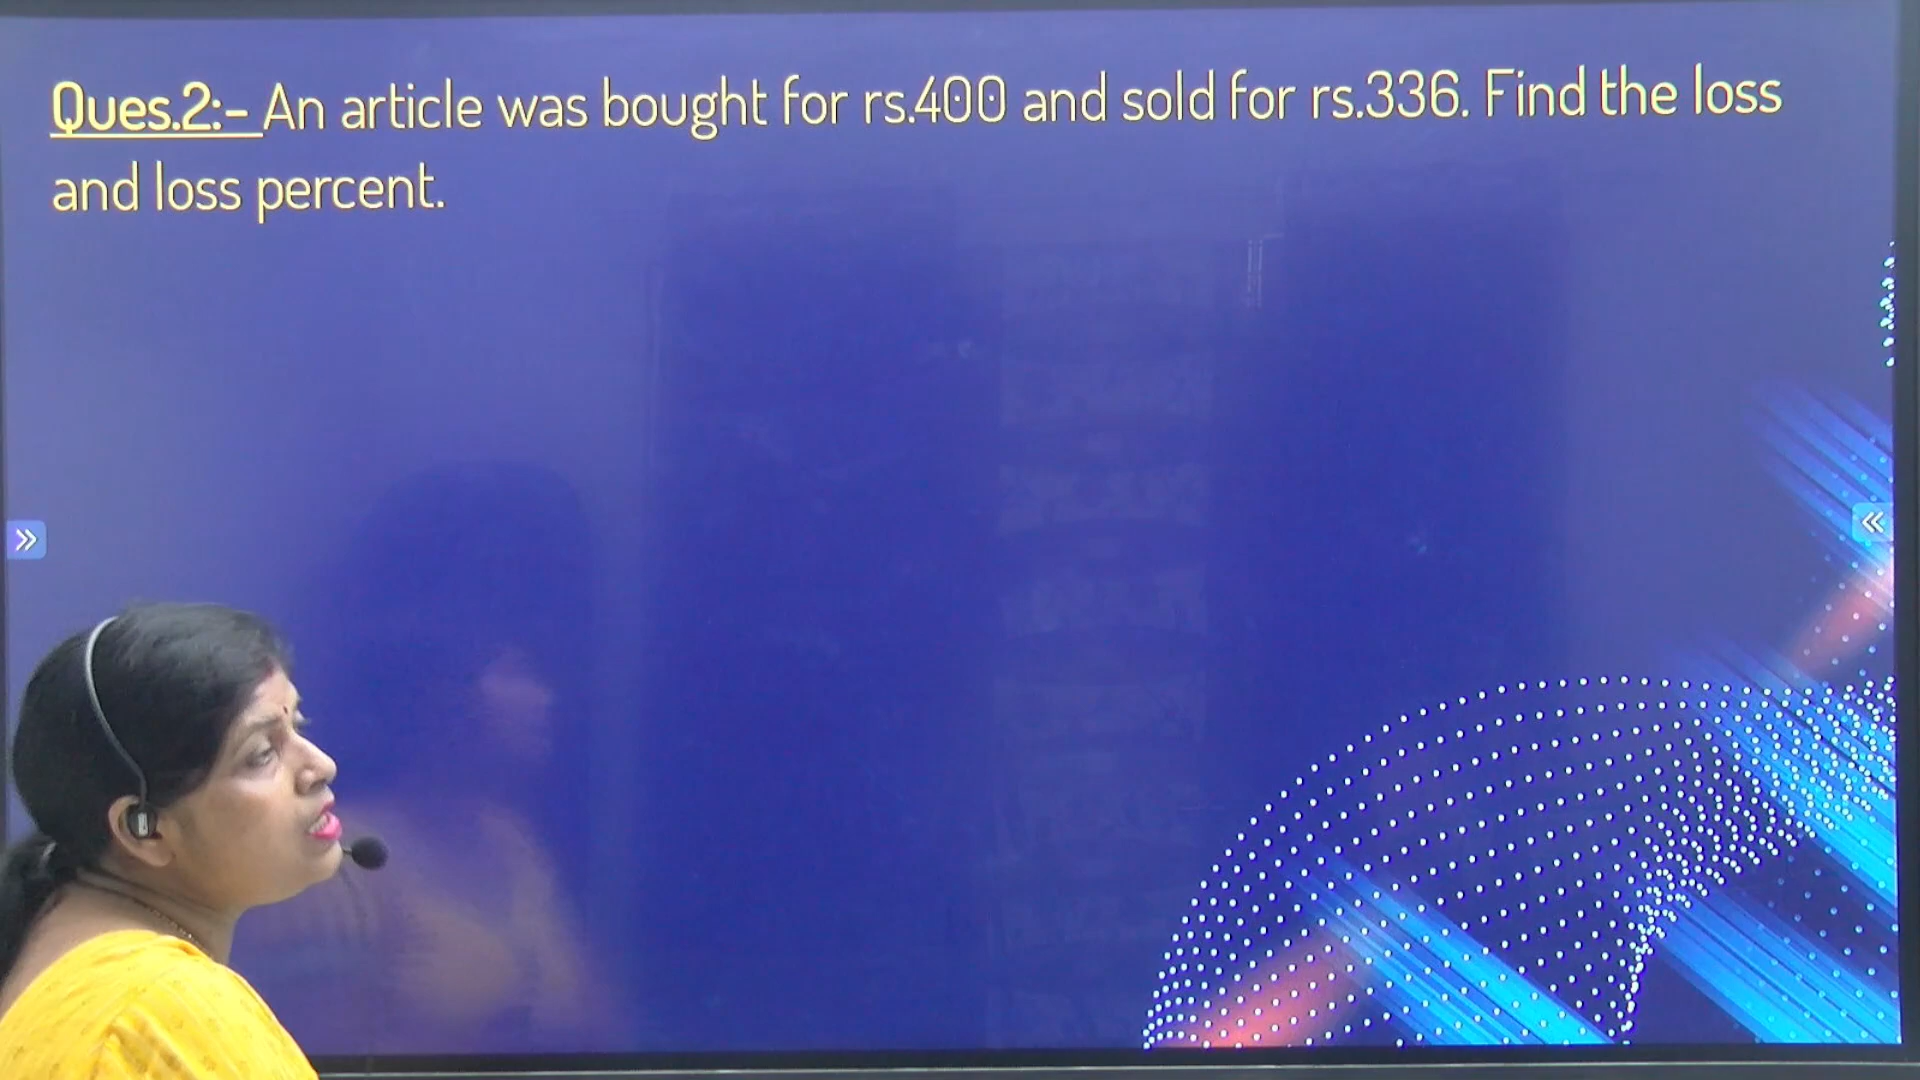 Ques.2:- An article was bought for rs.400 and sold for rs.336. Find the loss
and loss percent.